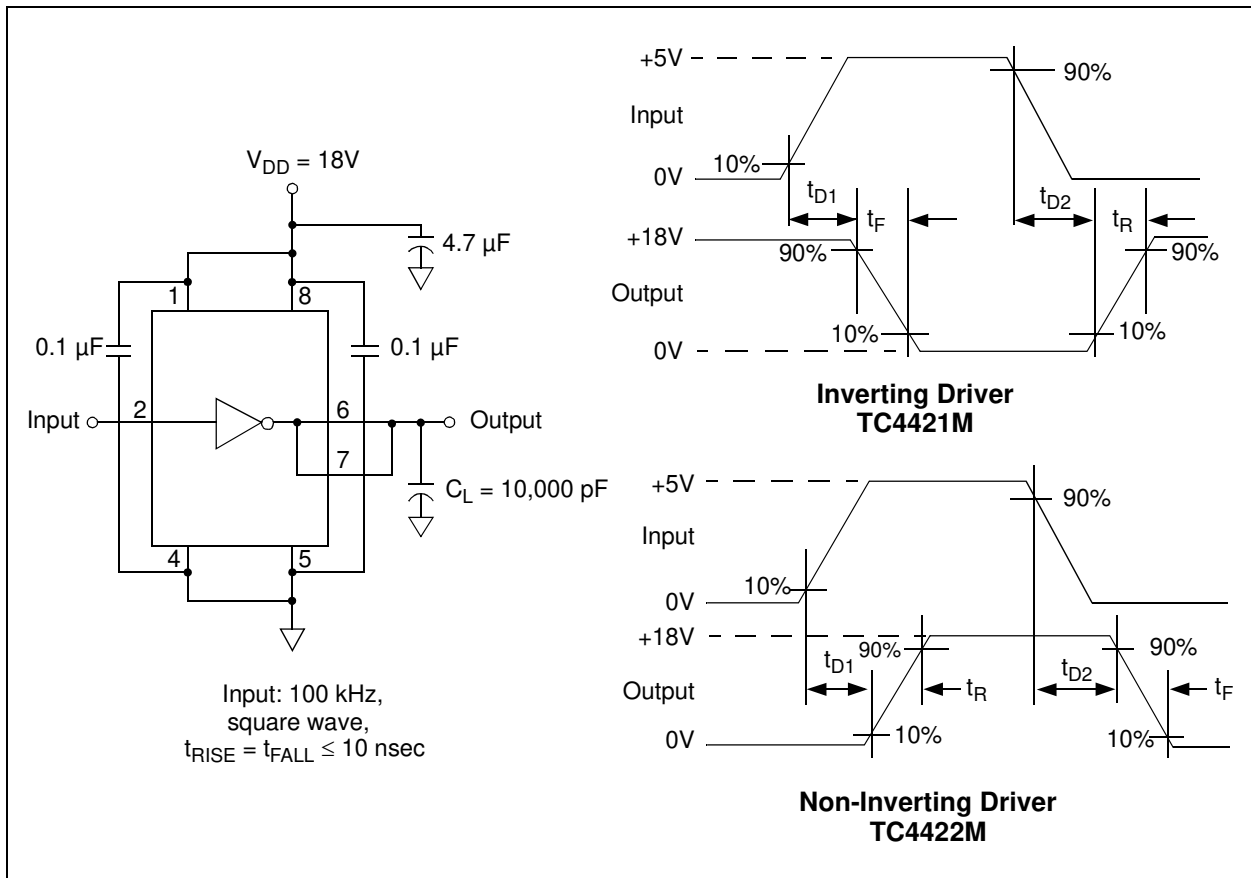 V_DD = 18V
4.7 µF
1
8
0.1 µF
0.1 µF
Input
2
6
Output
7
C_L = 10,000 pF
4
5
Input: 100 kHz,
square wave,
t_RISE = t_FALL ≤ 10 nsec
+5V
90%
Input
10%
0V
t_D1
t_F
t_D2
t_R
+18V
90%
90%
Output
10%
10%
0V
Inverting Driver
TC4421M
+5V
90%
Input
10%
0V
+18V
90%
90%
t_D1
t_R
t_D2
t_F
Output
10%
10%
0V
Non-Inverting Driver
TC4422M